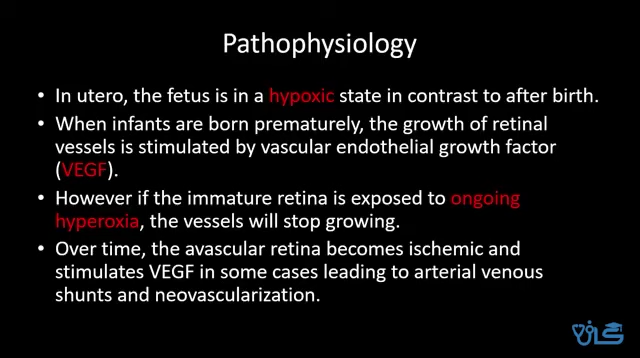 Pathophysiology
• In utero, the fetus is in a hypoxic state in contrast to after birth.
• When infants are born prematurely, the growth of retinal
vessels is stimulated by vascular endothelial growth factor
(VEGF).
• However if the immature retina is exposed to ongoing
hyperoxia, the vessels will stop growing.
• Over time, the avascular retina becomes ischemic and
stimulates VEGF in some cases leading to arterial venous
shunts and neovascularization.